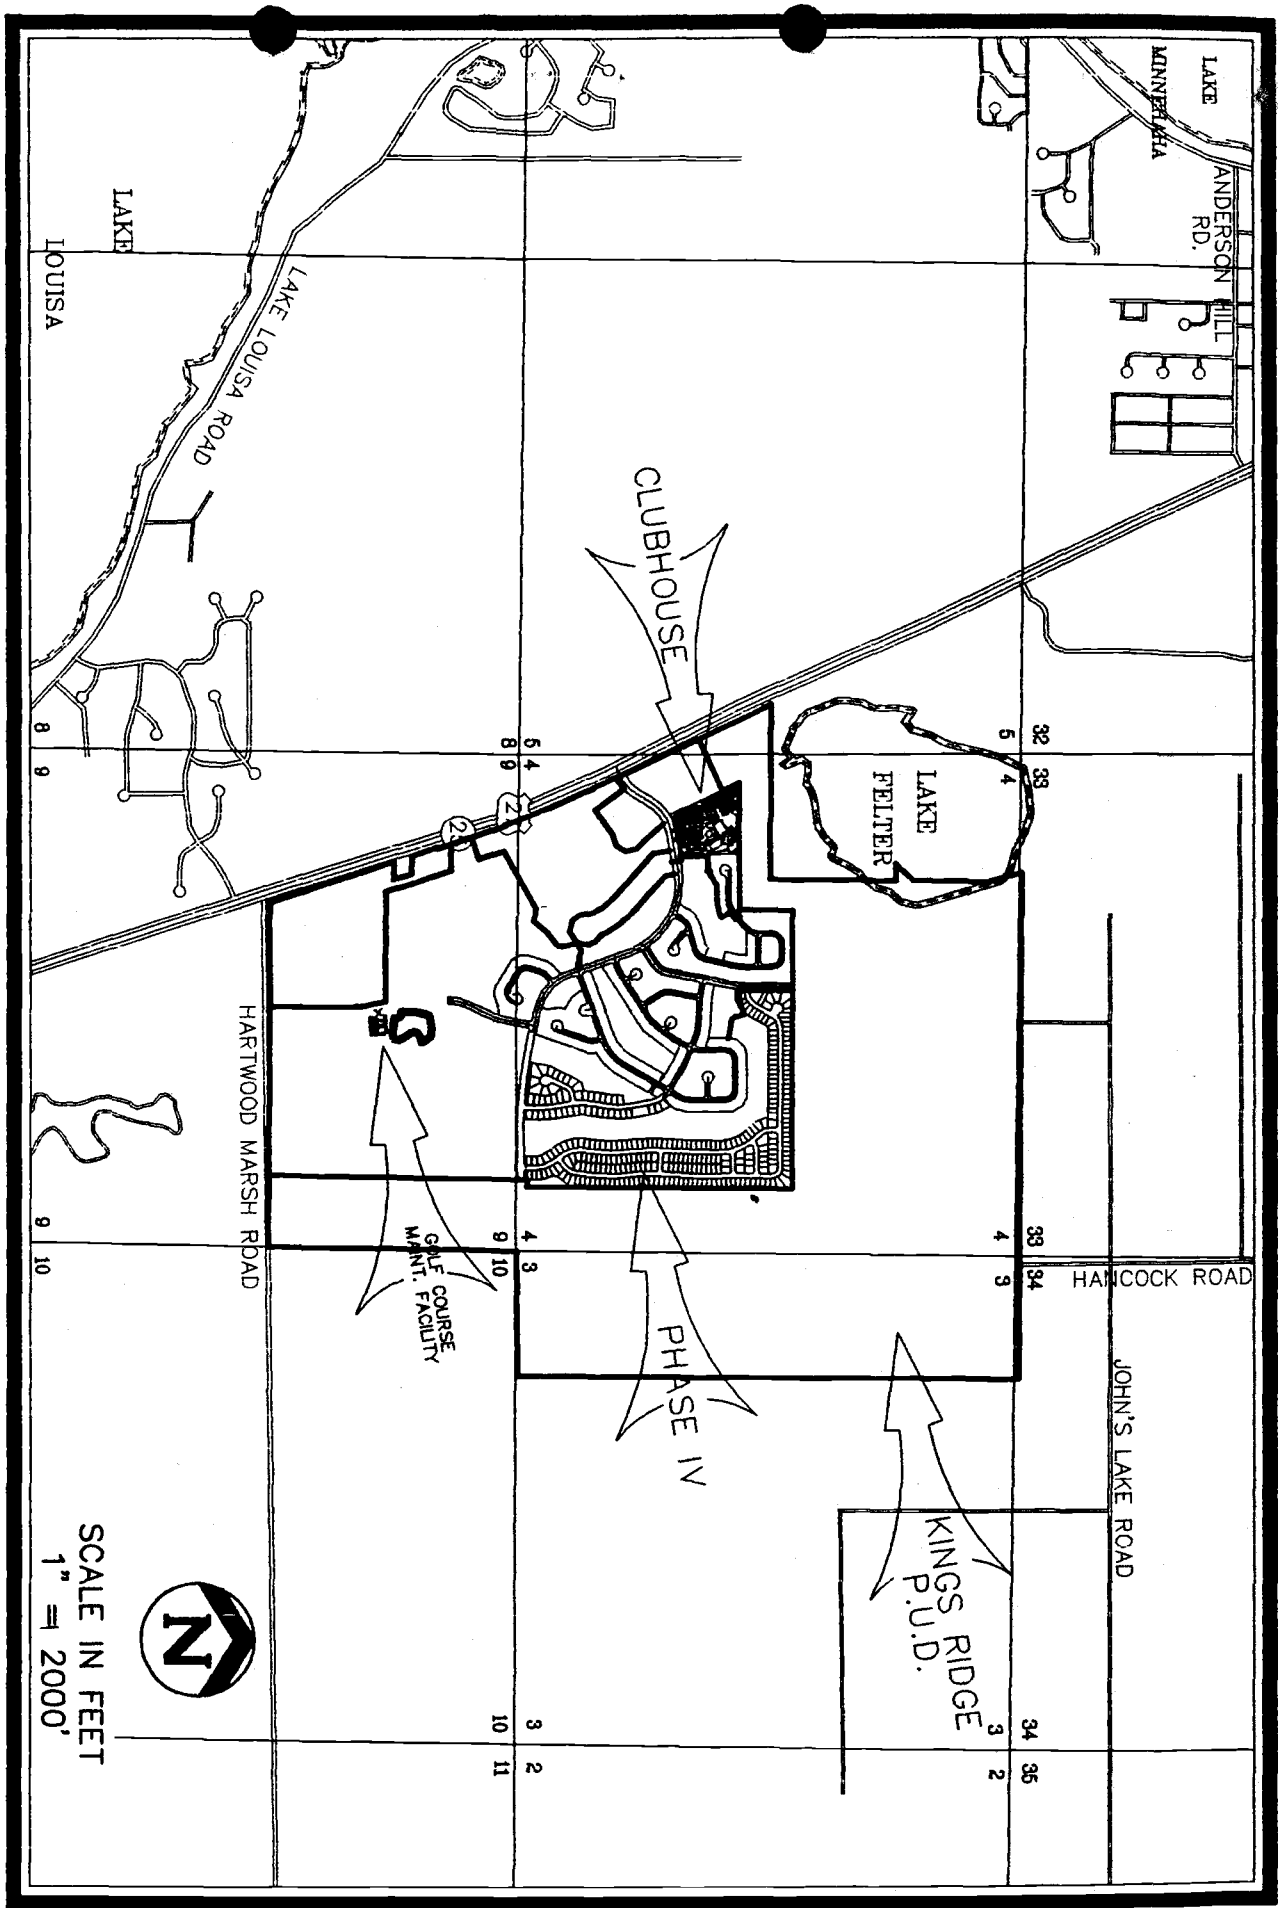 LAKE
MINNEHAHA
ANDERSON HILL
RD.
LAKE
LOUISA
LAKE LOUISA ROAD
CLUBHOUSE
LAKE
FELTER
32
33
5
4
5
4
8
9
8
9
HARTWOOD MARSH ROAD
GOLF COURSE
MAINT. FACILITY
PHASE IV
33
34
4
3
4
3
9
10
9
10
HANCOCK ROAD
JOHN'S LAKE ROAD
KINGS RIDGE
P.U.D.
34
35
3
2
3
2
10
11
N
SCALE IN FEET
1" = 2000'